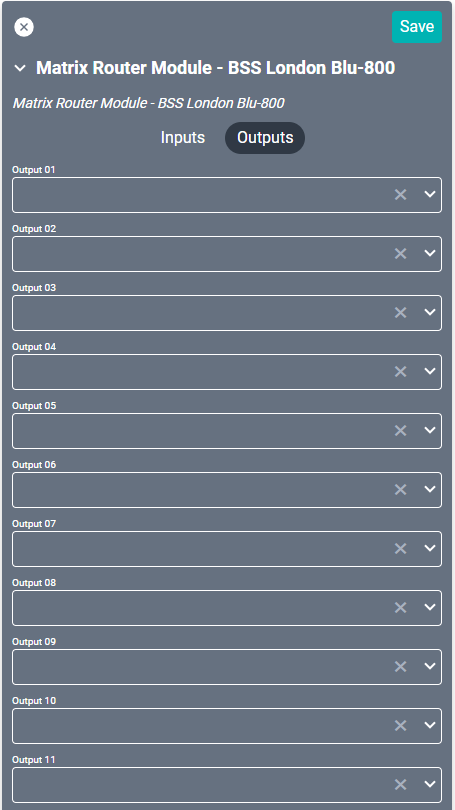 Save
Matrix Router Module - BSS London Blu-800
Matrix Router Module - BSS London Blu-800
Inputs Outputs
Output 01
Output 02
Output 03
Output 04
Output 05
Output 06
Output 07
Output 08
Output 09
Output 10
Output 11